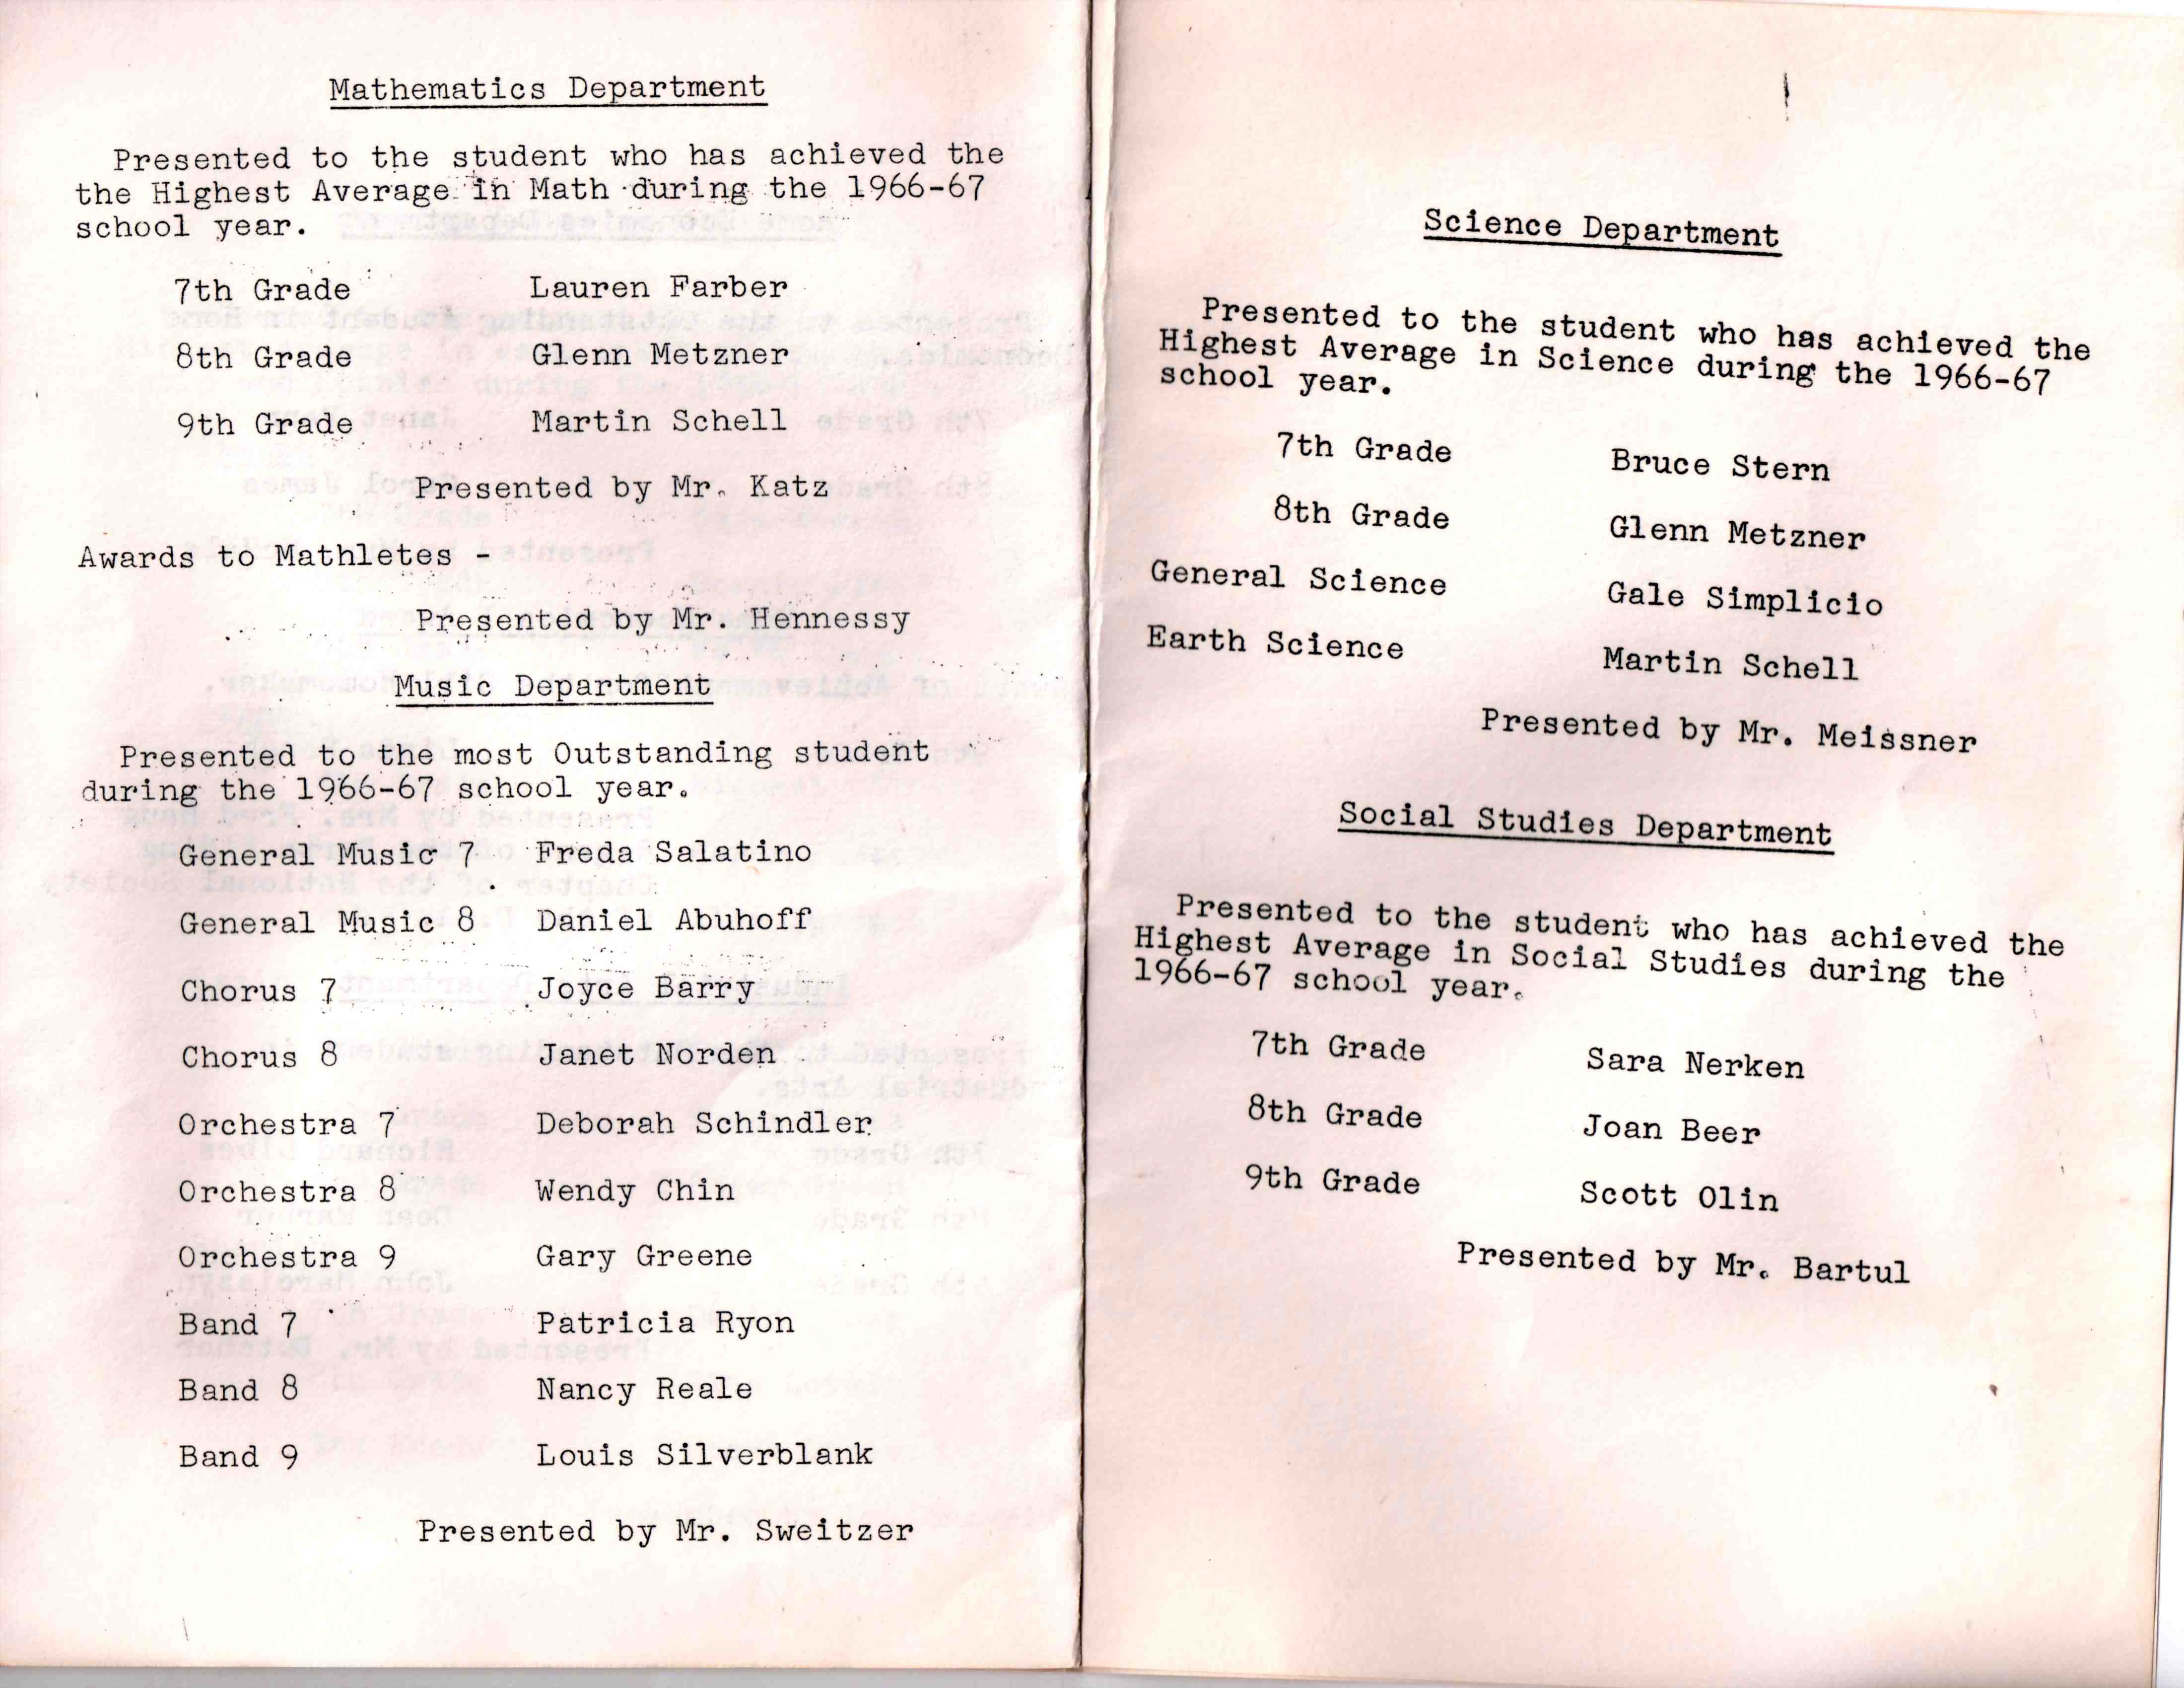 Mathematics Department
Presented to the student who has achieved the
the Highest Average in Math during the 1966-67
school year.
7th Grade Lauren Farber
8th Grade Glenn Metzner
9th Grade Martin Schell
Presented by Mr. Katz
Awards to Mathletes -
Presented by Mr. Hennessy
Music Department
Presented to the most Outstanding student
during the 1966-67 school year.
General Music 7 Freda Salatino
General Music 8 Daniel Abuhoff
Chorus 7 Joyce Barry
Chorus 8 Janet Norden
Orchestra 7 Deborah Schindler
Orchestra 8 Wendy Chin
Orchestra 9 Gary Greene
Band 7 Patricia Ryon
Band 8 Nancy Reale
Band 9 Louis Silverblank
Presented by Mr. Sweitzer
Science Department
Presented to the student who has achieved the
Highest Average in Science during the 1966-67
school year.
7th Grade Bruce Stern
8th Grade Glenn Metzner
General Science Gale Simplicio
Earth Science Martin Schell
Presented by Mr. Meissner
Social Studies Department
Presented to the student who has achieved the
Highest Average in Social Studies during the
1966-67 school year.
7th Grade Sara Nerken
8th Grade Joan Beer
9th Grade Scott Olin
Presented by Mr. Bartul